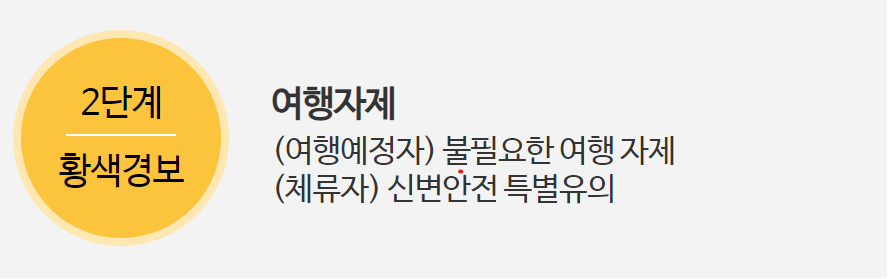 2단계
황색경보
여행자제
(여행예정자) 불필요한 여행 자제
(체류자) 신변안전 특별유의